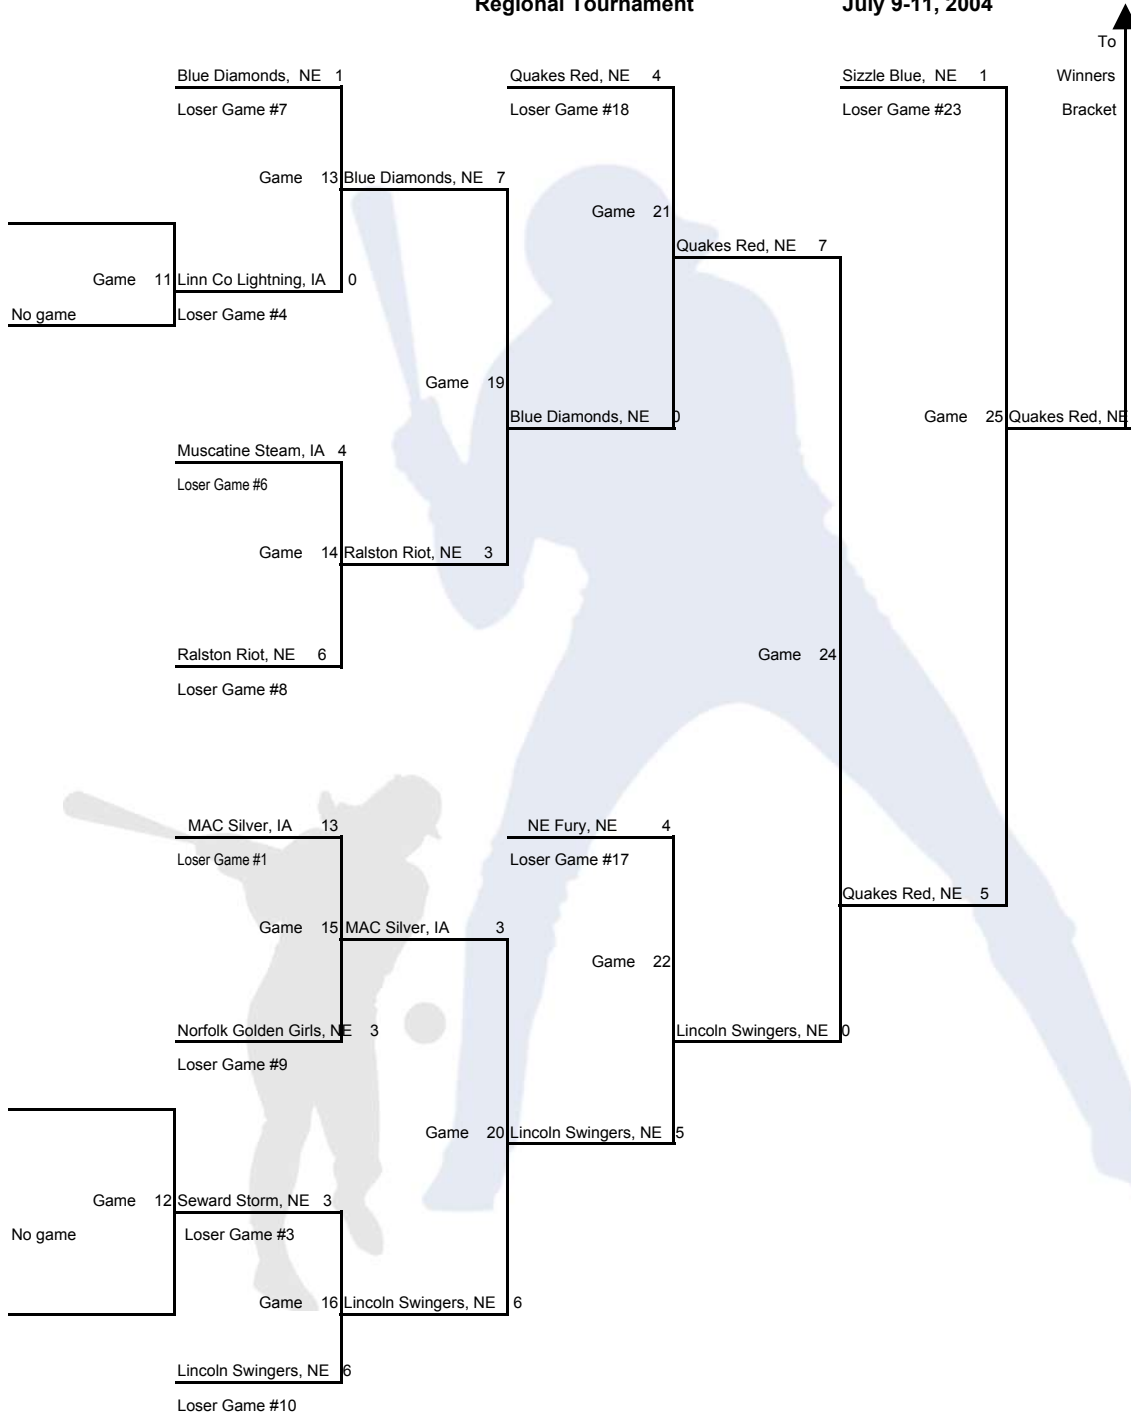 Regional Tournament July 9-11, 2004
To
Blue Diamonds, NE 1 Quakes Red, NE 4 Sizzle Blue, NE 1 Winners
Loser Game #7 Loser Game #18 Loser Game #23 Bracket
Game 13 Blue Diamonds, NE 7
Game 21
Quakes Red, NE 7
Game 11 Linn Co Lightning, IA 0
No game Loser Game #4
Game 19
Blue Diamonds, NE 0 Game 25 Quakes Red, NE
Muscatine Steam, IA 4
Loser Game #6
Game 14 Ralston Riot, NE 3
Ralston Riot, NE 6 Game 24
Loser Game #8
MAC Silver, IA 13 NE Fury, NE 4
Loser Game #1 Loser Game #17
Quakes Red, NE 5
Game 15 MAC Silver, IA 3
Game 22
Norfolk Golden Girls, NE 3 Lincoln Swingers, NE 0
Loser Game #9
Game 20 Lincoln Swingers, NE 5
Game 12 Seward Storm, NE 3
No game Loser Game #3
Game 16 Lincoln Swingers, NE 6
Lincoln Swingers, NE 6
Loser Game #10